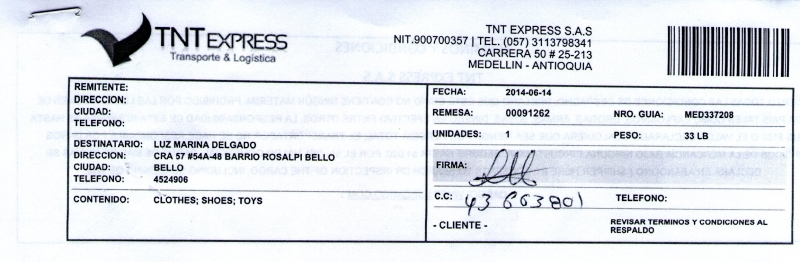 TNT EXPRESS
Transporte & Logística
TNT EXPRESS S.A.S
NIT.900700357 | TEL. (057) 3113798341
CARRERA 50 # 25-213
MEDELLIN - ANTIOQUIA
REMITENTE:
DIRECCION:
CIUDAD:
TELEFONO:
DESTINATARIO: LUZ MARINA DELGADO
DIRECCION: CRA 57 #54A-48 BARRIO ROSALPI BELLO
CIUDAD: BELLO
TELEFONO: 4524906
CONTENIDO: CLOTHES; SHOES; TOYS
FECHA: 2014-06-14
REMESA: 00091262 NRO. GUIA: MED337208
UNIDADES: 1 PESO: 33 LB
FIRMA:
C.C: 43663801 TELEFONO:
- CLIENTE - REVISAR TERMINOS Y CONDICIONES AL
RESPALDO